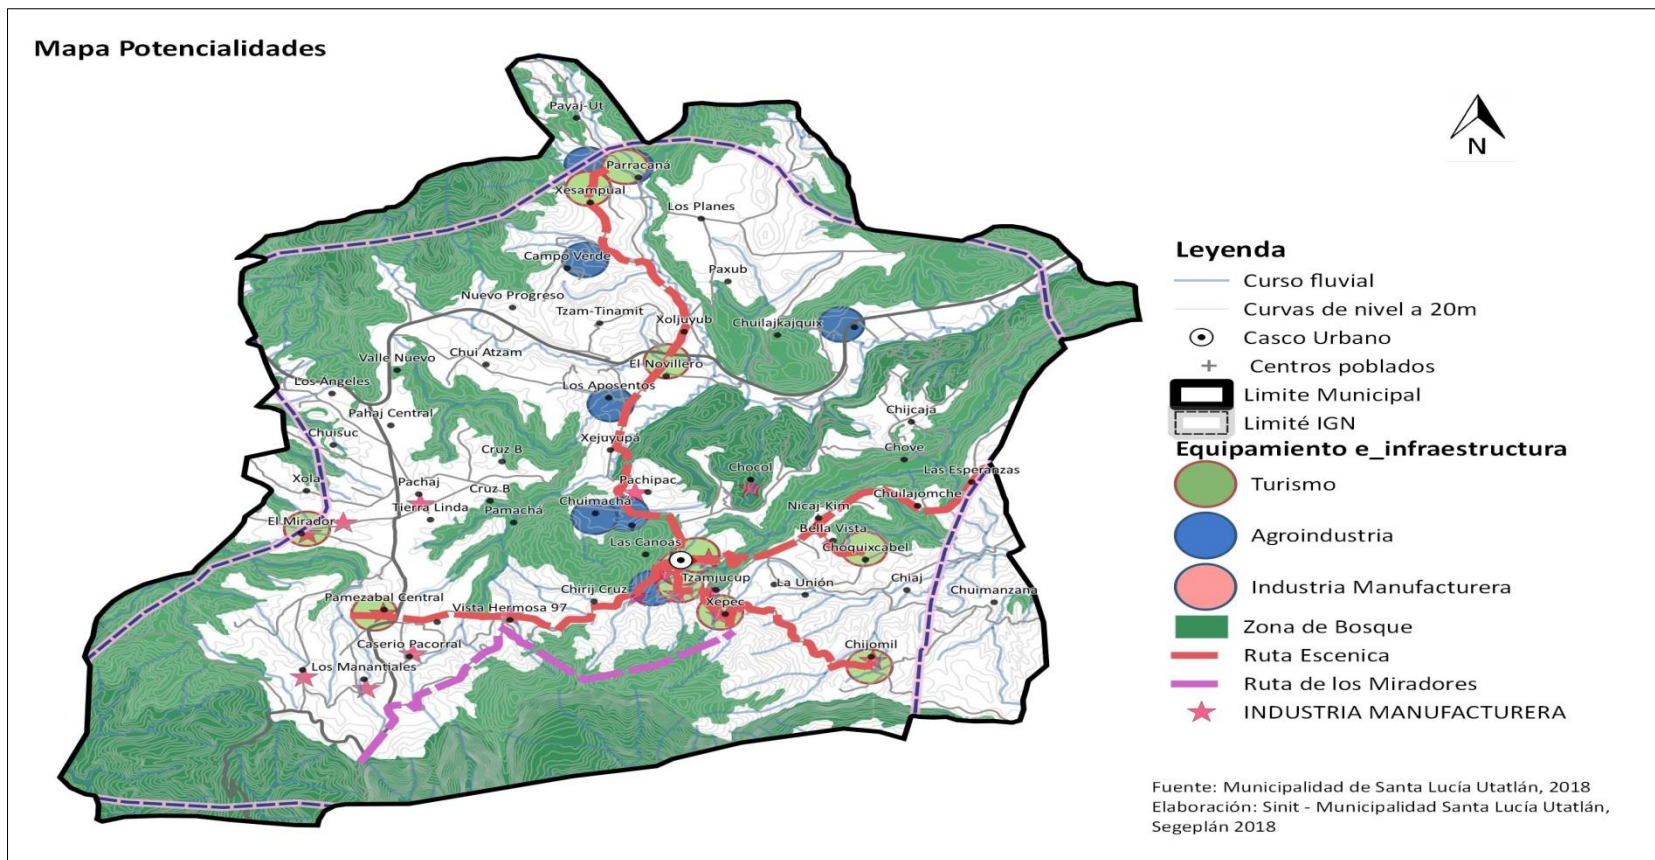 Mapa Potencialidades
Payaj-Ut
Parracaná
Xesampual
Los Planes
Campo Verde
Paxub
Nuevo Progreso
Tzam-Tinamit
Xoljuyub
Chuilajkajquix
Valle Nuevo
Chui Atzam
El Novillero
Los Ángeles
Los Aposentos
Pahaj Central
Chijcaja
Chuisuc
Xejuyupá
Cruz B
Chove
Chocol
Las Esperanzas
Xola
Pachaj
Pachipac
Cruz B
Chuimachá
Chuilajomche
Tierra Linda
Pamachá
Nicaj-Kim
El Mirador
Bella Vista
Las Canoas
Choquixcabel
Tzamjucup
La Unión
Chiaj
Chirij Cruz
Chuimanzana
Pamezabal Central
Vista Hermosa 97
Xepec
Caserio Pacorral
Chijomil
Los Manantiales
N
Leyenda
Curso fluvial
Curvas de nivel a 20m
Casco Urbano
Centros poblados
Limite Municipal
Limité IGN
Equipamiento e_infraestructura
Turismo
Agroindustria
Industria Manufacturera
Zona de Bosque
Ruta Escenica
Ruta de los Miradores
INDUSTRIA MANUFACTURERA
Fuente: Municipalidad de Santa Lucía Utatlán, 2018
Elaboración: Sinit - Municipalidad Santa Lucía Utatlán,
Segeplán 2018